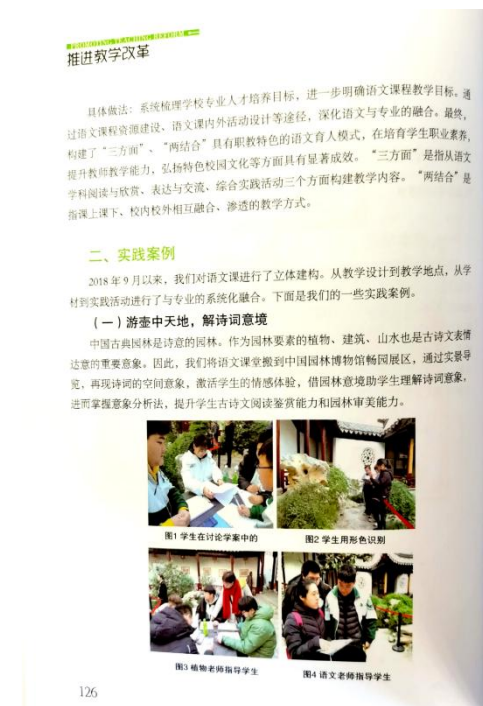 PROMOTING TEACHING REFORM
推进教学改革
具体做法：系统梳理学校专业人才培养目标，进一步明确语文课程教学目标。通
过语文课程资源建设、语文课内外活动设计等途径，深化语文与专业的融合。最终，
构建了“三方面”、“两结合”具有职教特色的语文育人模式，在培育学生职业素养，
提升教师教学能力，弘扬特色校园文化等方面具有显著成效。“三方面”是指从语文
学科阅读与欣赏、表达与交流、综合实践活动三个方面构建教学内容。“两结合”是
指课上课下、校内校外相互融合、渗透的教学方式。
二、实践案例
2018 年 9 月以来，我们对语文课进行了立体建构。从教学设计到教学地点，从学
材到实践活动进行了与专业的系统化融合。下面是我们的一些实践案例。
（一）游壶中天地，解诗词意境
中国古典园林是诗意的园林。作为园林要素的植物、建筑、山水也是古诗文表情
达意的重要意象。因此，我们将语文课堂搬到中国园林博物馆畅园展区，通过实景导
览，再现诗词的空间意象，激活学生的情感体验，借园林意境助学生理解诗词意象，
进而掌握意象分析法，提升学生古诗文阅读鉴赏能力和园林审美能力。
图1 学生在讨论学案中的
图2 学生用形色识别
图3 植物老师指导学生
图4 语文老师指导学生
126